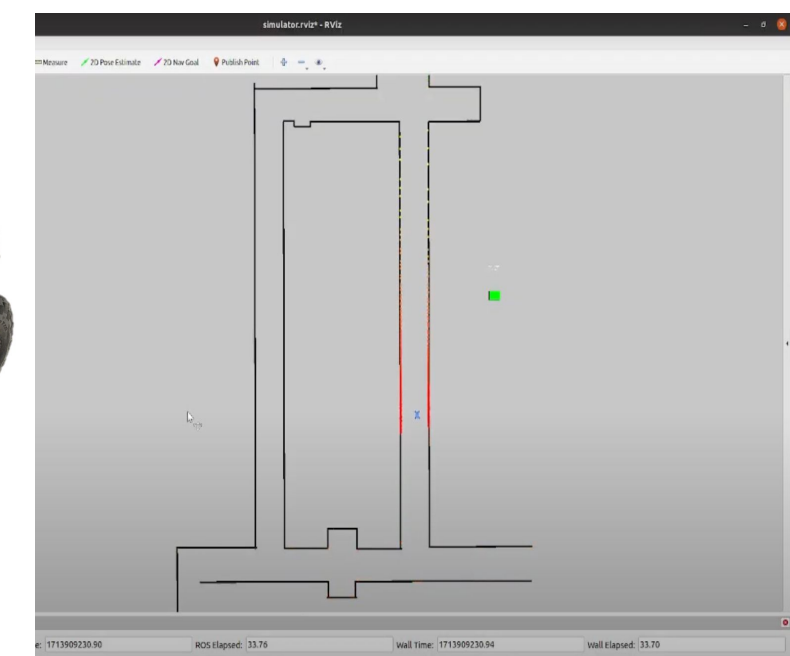 simulator.rviz* - RViz
Measure 2D Pose Estimate 2D Nav Goal Publish Point
e: 1713909230.90 ROS Elapsed: 33.76 Wall Time: 1713909230.94 Wall Elapsed: 33.70